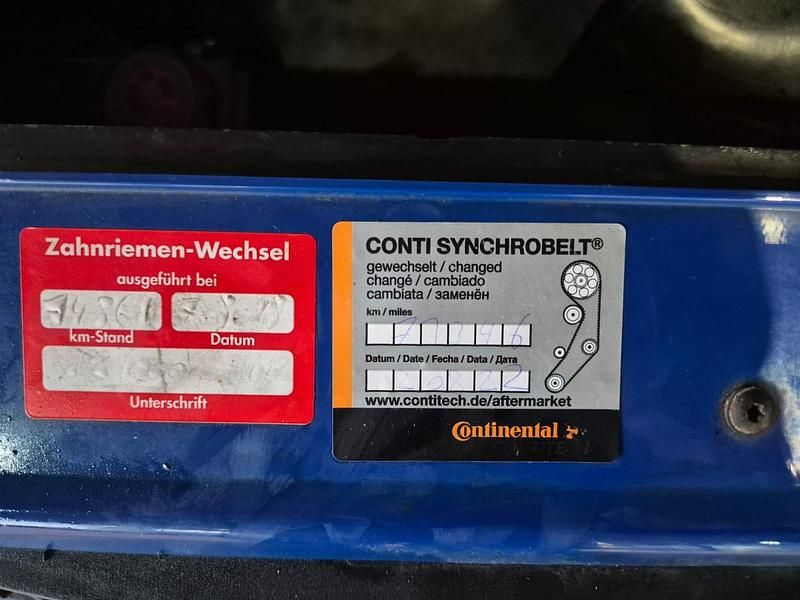 Zahnriemen-Wechsel
ausgeführt bei
km-Stand
Datum
Unterschrift
CONTI SYNCHROBELT®
gewechselt / changed
changé / cambiado
cambiata / заменён
km / miles
Datum / Date / Fecha / Data / Дата
www.contitech.de/aftermarket
Continental